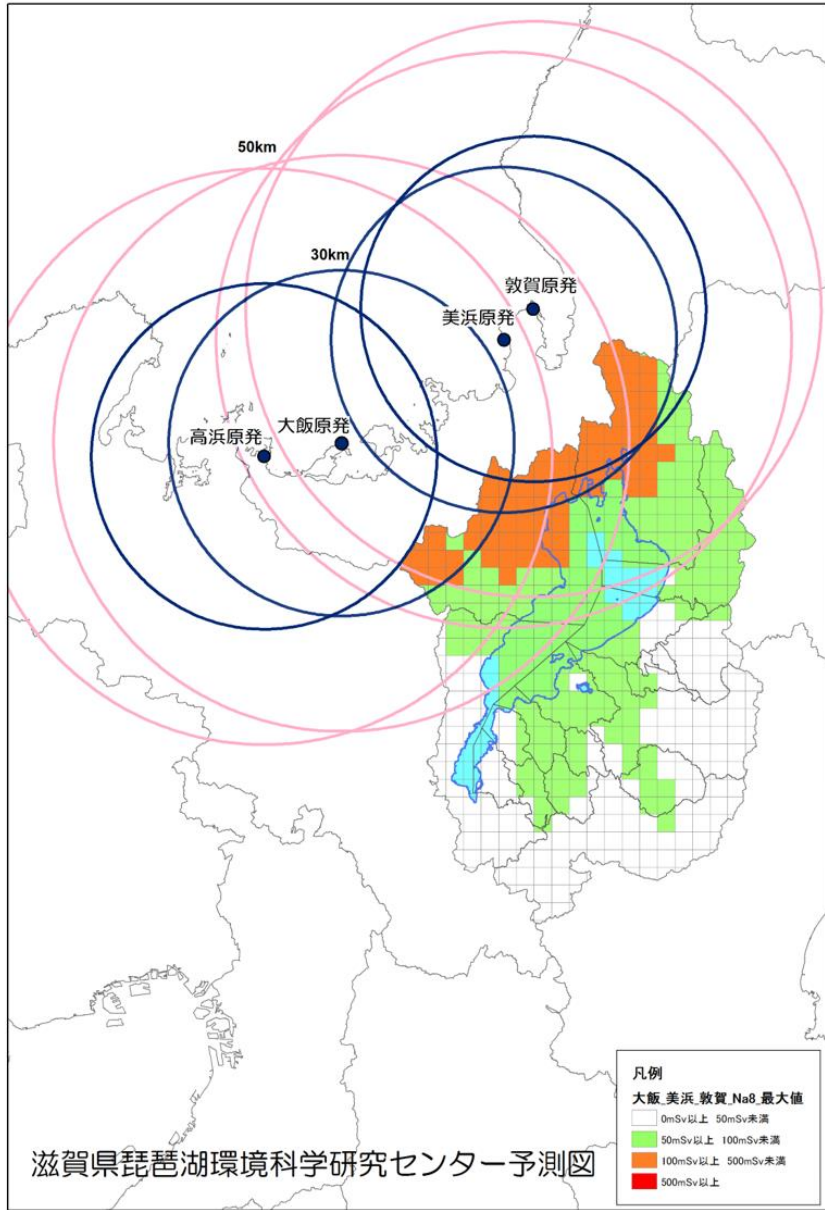 50km
30km
敦賀原発
美浜原発
大飯原発
高浜原発
凡例
大飯_美浜_敦賀_Na8_最大値
0mSv以上 50mSv未満
50mSv以上 100mSv未満
100mSv以上 500mSv未満
500mSv以上
滋賀県琵琶湖環境科学研究センター予測図